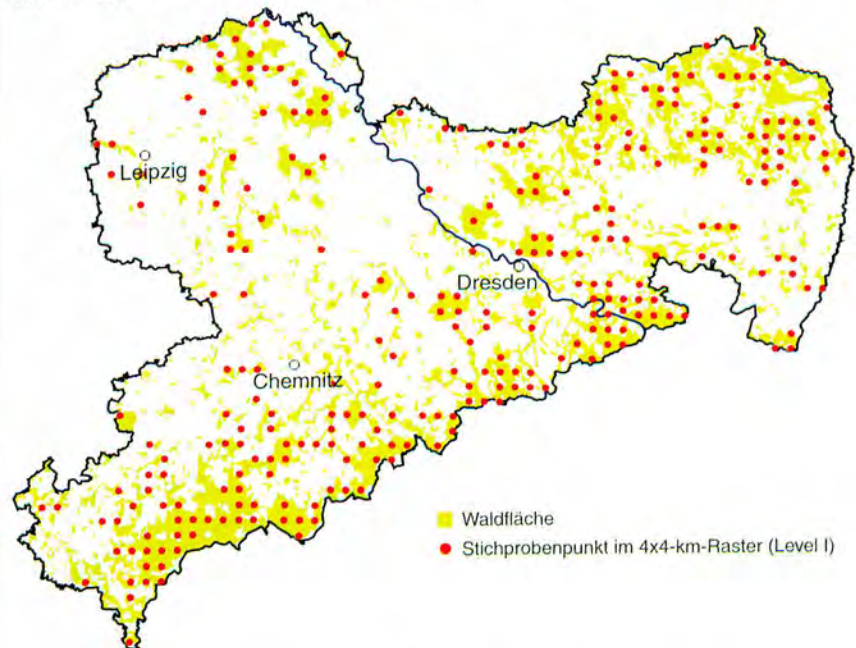 Leipzig
Dresden
Chemnitz
Waldfläche
Stichprobenpunkt im 4x4-km-Raster (Level I)